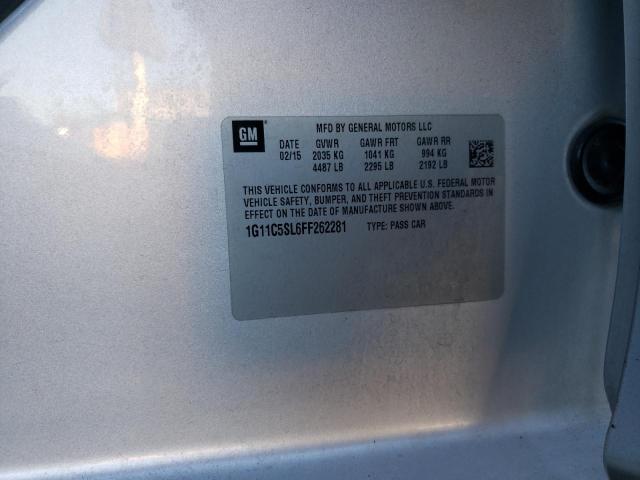 GM
MFD BY GENERAL MOTORS LLC
DATE GVWR GAWR FRT GAWR RR
02/15 2035 KG 1041 KG 994 KG
4487 LB 2295 LB 2192 LB
THIS VEHICLE CONFORMS TO ALL APPLICABLE U.S. FEDERAL MOTOR
VEHICLE SAFETY, BUMPER, AND THEFT PREVENTION STANDARDS IN
EFFECT ON THE DATE OF MANUFACTURE SHOWN ABOVE.
1G11C5SL6FF262281 TYPE: PASS CAR